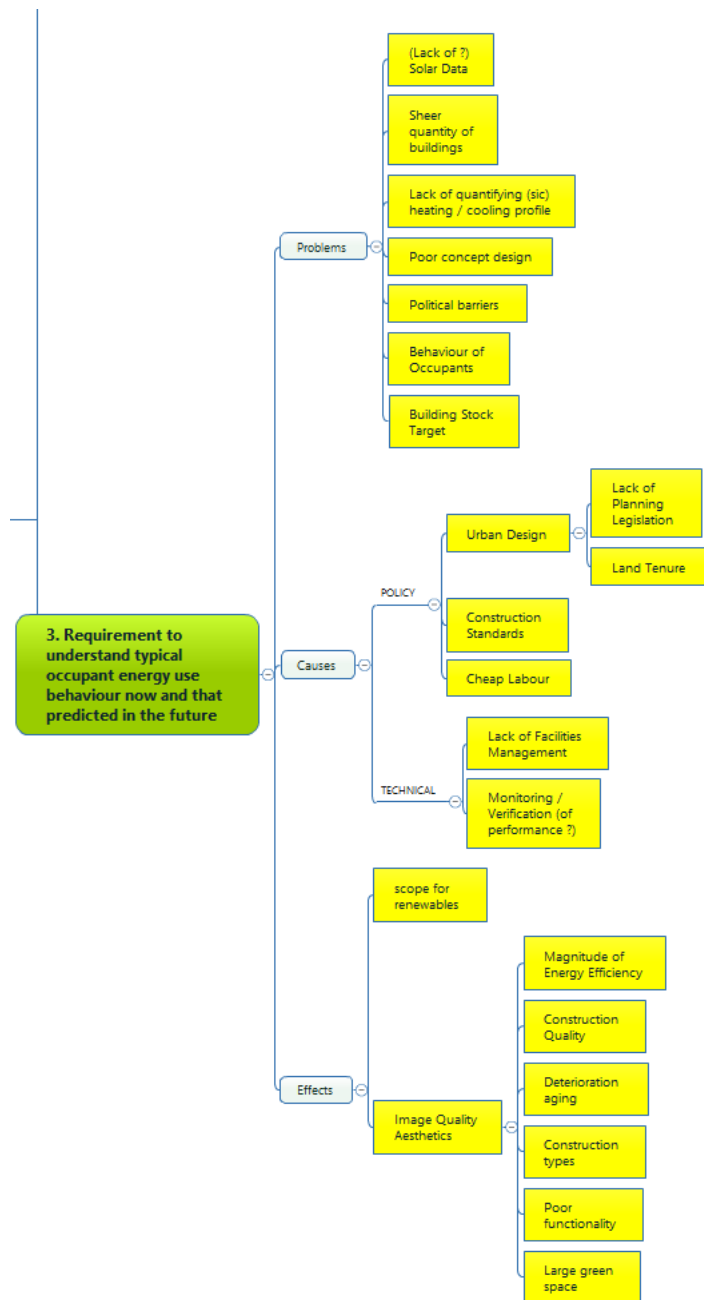 (Lack of ?)
Solar Data
Sheer
quantity of
buildings
Lack of quantifying (sic)
heating / cooling profile
Problems
Poor concept design
Political barriers
Behaviour of
Occupants
Building Stock
Target
Lack of
Planning
Legislation
Urban Design
Land Tenure
POLICY
Construction
Standards
3. Requirement to
understand typical
occupant energy use
behaviour now and that
predicted in the future
Causes
Cheap Labour
Lack of Facilities
Management
TECHNICAL
Monitoring /
Verification (of
performance ?)
scope for
renewables
Magnitude of
Energy Efficiency
Construction
Quality
Effects
Deterioration
aging
Image Quality
Aesthetics
Construction
types
Poor
functionality
Large green
space